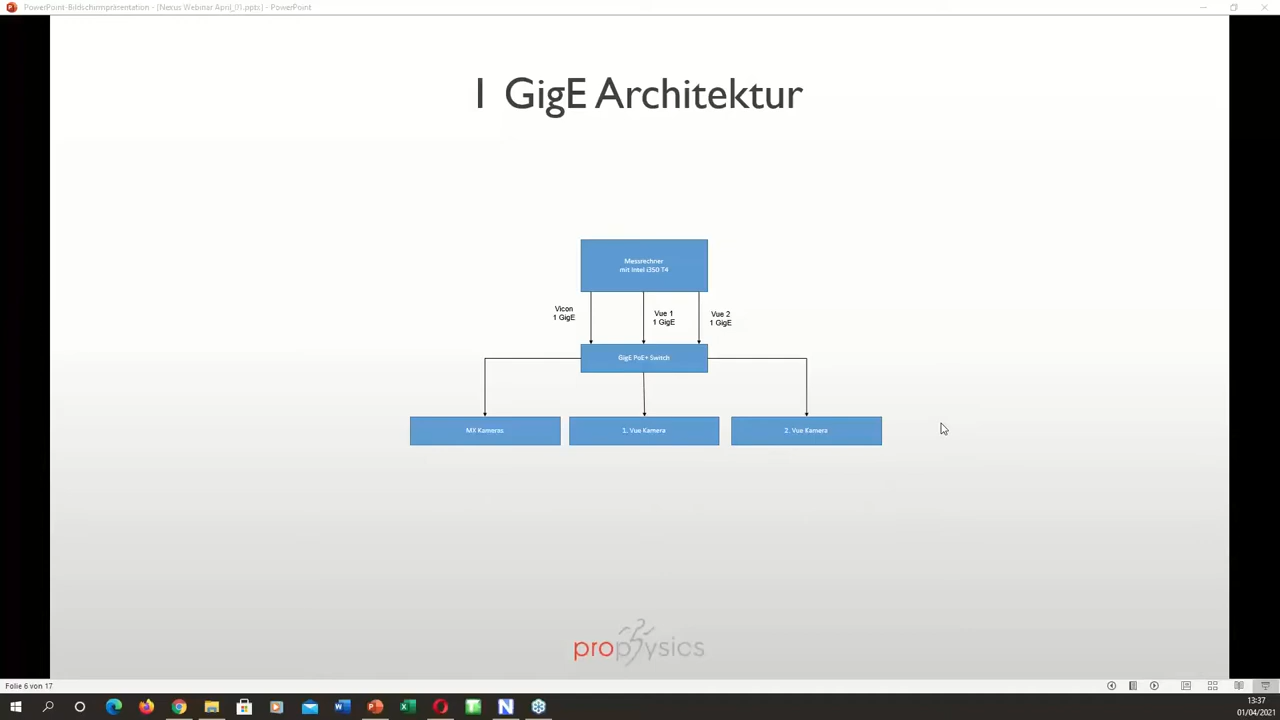 PowerPoint-Bildschirmpräsentation - [Nexus Webinar April_01.pptx] - PowerPoint
1 GigE Architektur
Messrechner
mit Intel i350 T4
Vicon
1 GigE
Vue 1
1 GigE
Vue 2
1 GigE
GigE PoE+ Switch
MX Kameras
1. Vue Kamera
2. Vue Kamera
prophysics
Folie 6 von 17
13:37
01/04/2021